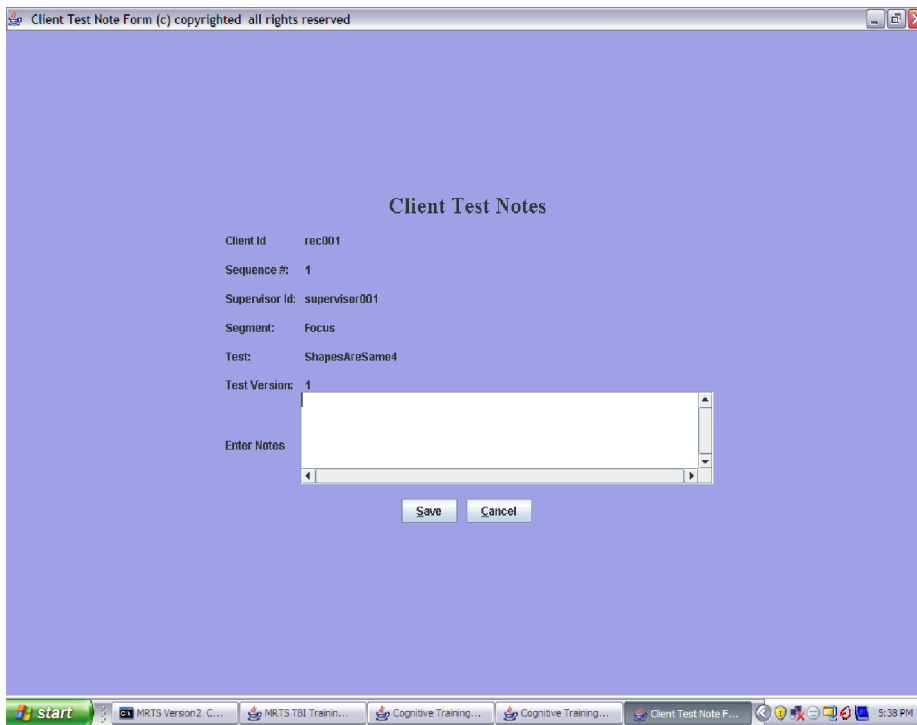 Client Test Note Form (c) copyrighted all rights reserved
Client Test Notes
Client Id rec001
Sequence #: 1
Supervisor Id: supervisor001
Segment: Focus
Test: ShapesAreSame4
Test Version: 1
Enter Notes
Save Cancel
start MRTS Version2 C... MRTS TBI Trainin... Cognitive Training... Cognitive Training... Client Test Note F... 5:38 PM